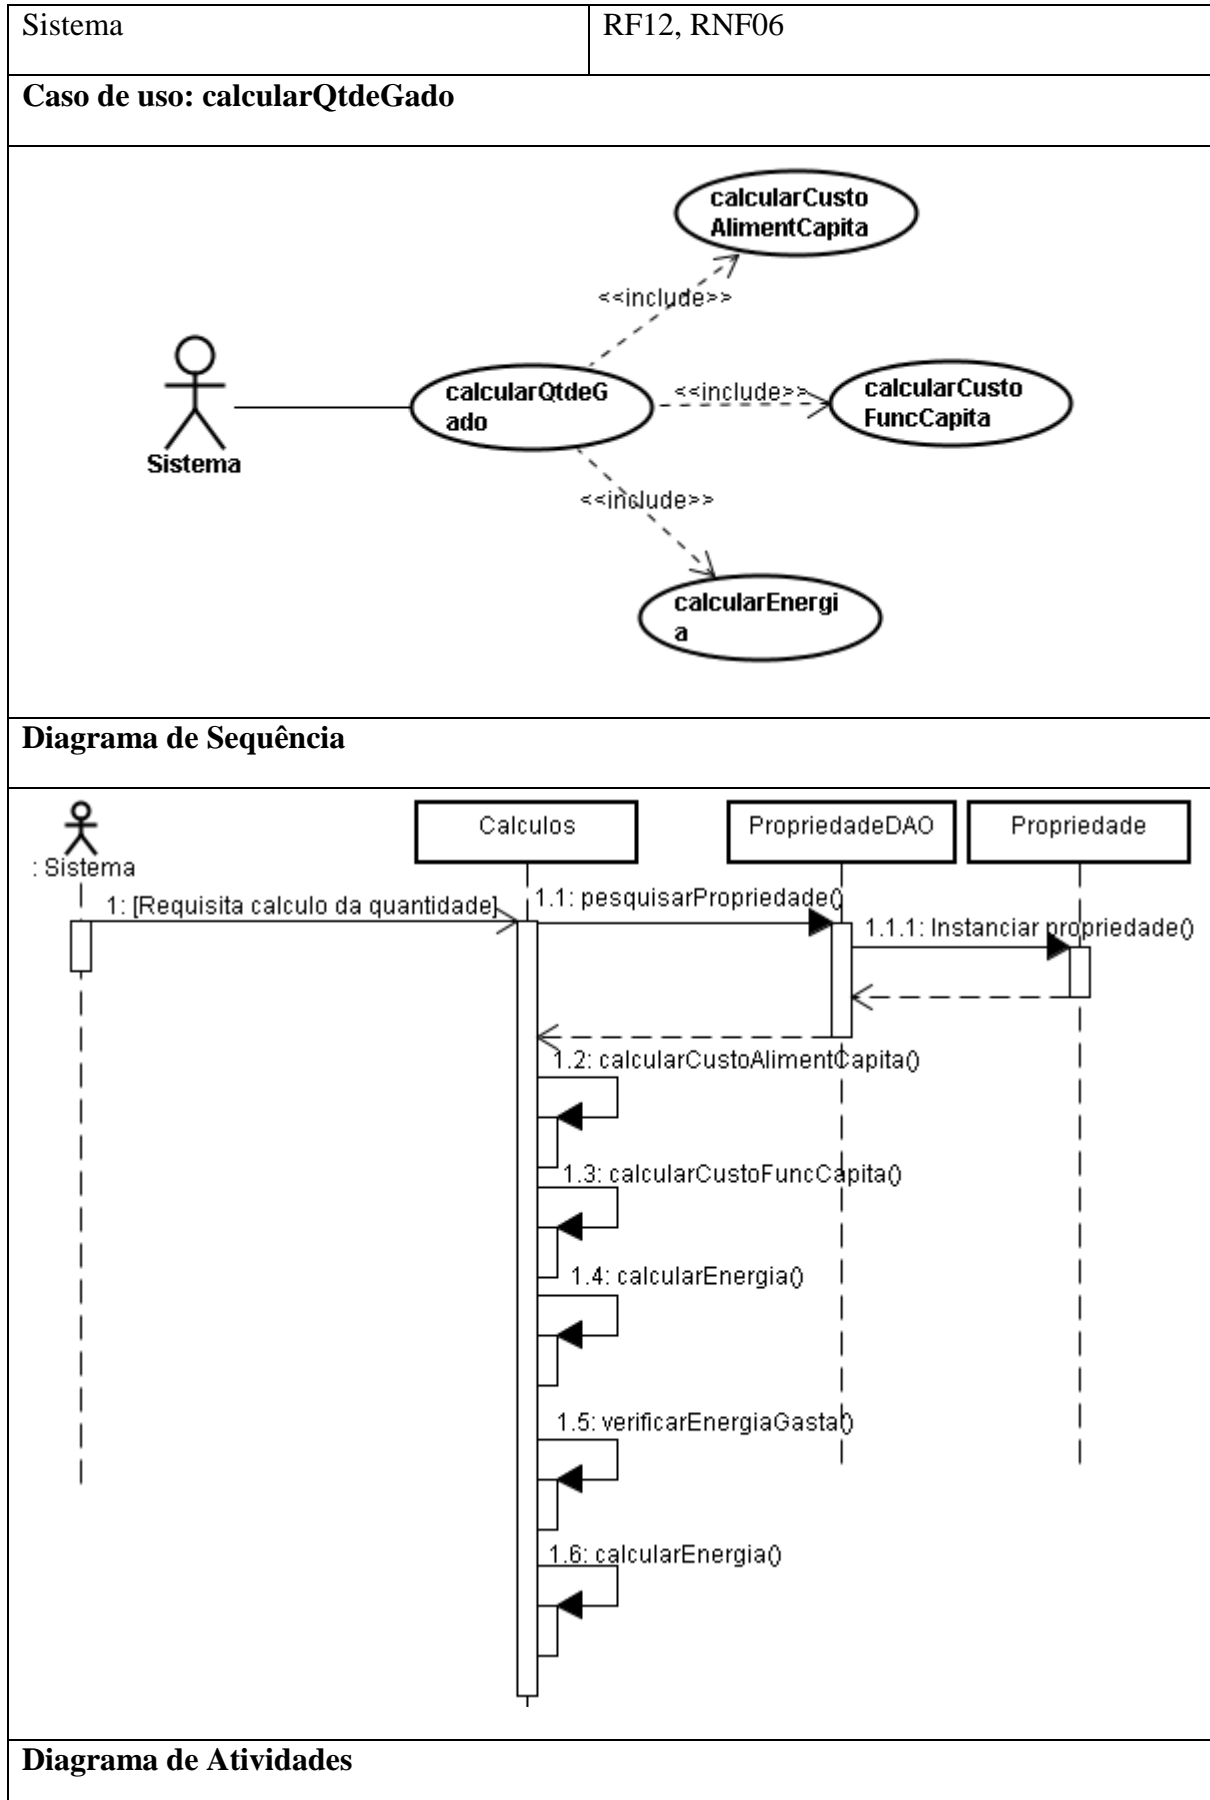 Sistema
RF12, RNF06
Caso de uso: calcularQtdeGado
calcularCusto
AlimentCapita
<<include>>
calcularQtdeG
ado
<<include>>
calcularCusto
FuncCapita
Sistema
<<include>>
calcularEnergi
a
Diagrama de Sequência
: Sistema
Calculos
PropriedadeDAO
Propriedade
1: [Requisita calculo da quantidade]
1.1: pesquisarPropriedade()
1.1.1: Instanciar propriedade()
1.2: calcularCustoAlimentCapita()
1.3: calcularCustoFuncCapita()
1.4: calcularEnergia()
1.5: verificarEnergiaGasta()
1.6: calcularEnergia()
Diagrama de Atividades